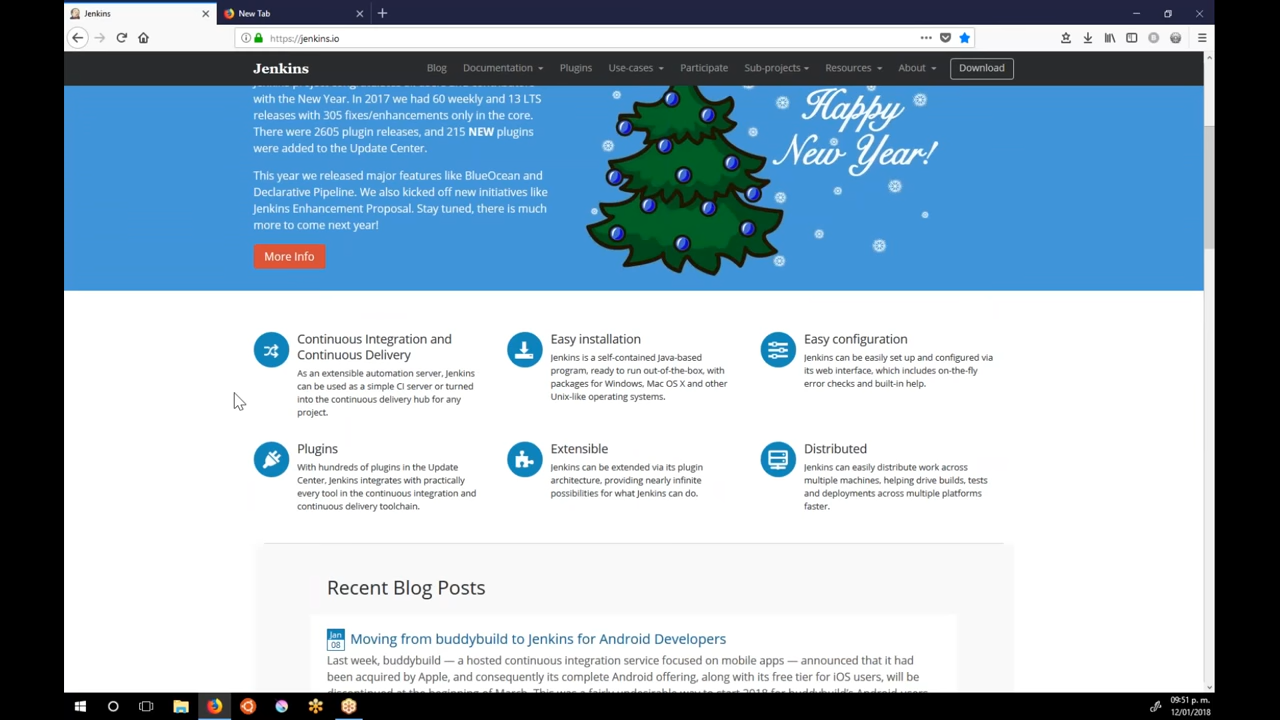 Jenkins
New Tab
https://jenkins.io
Jenkins
Blog
Documentation
Plugins
Use-cases
Participate
Sub-projects
Resources
About
Download
with the New Year. In 2017 we had 60 weekly and 13 LTS
releases with 305 fixes/enhancements only in the core.
There were 2605 plugin releases, and 215 NEW plugins
were added to the Update Center.
This year we released major features like BlueOcean and
Declarative Pipeline. We also kicked off new initiatives like
Jenkins Enhancement Proposal. Stay tuned, there is much
more to come next year!
More Info
Happy
New Year!
Continuous Integration and
Continuous Delivery
As an extensible automation server, Jenkins
can be used as a simple CI server or turned
into the continuous delivery hub for any
project.
Easy installation
Jenkins is a self-contained Java-based
program, ready to run out-of-the-box, with
packages for Windows, Mac OS X and other
Unix-like operating systems.
Easy configuration
Jenkins can be easily set up and configured via
its web interface, which includes on-the-fly
error checks and built-in help.
Plugins
With hundreds of plugins in the Update
Center, Jenkins integrates with practically
every tool in the continuous integration and
continuous delivery toolchain.
Extensible
Jenkins can be extended via its plugin
architecture, providing nearly infinite
possibilities for what Jenkins can do.
Distributed
Jenkins can easily distribute work across
multiple machines, helping drive builds, tests
and deployments across multiple platforms
faster.
Recent Blog Posts
Jan
08
Moving from buddybuild to Jenkins for Android Developers
Last week, buddybuild — a hosted continuous integration service focused on mobile apps — announced that it had
been acquired by Apple, and consequently its complete Android offering, along with its free tier for iOS users, will be
09:51 p. m.
12/01/2018